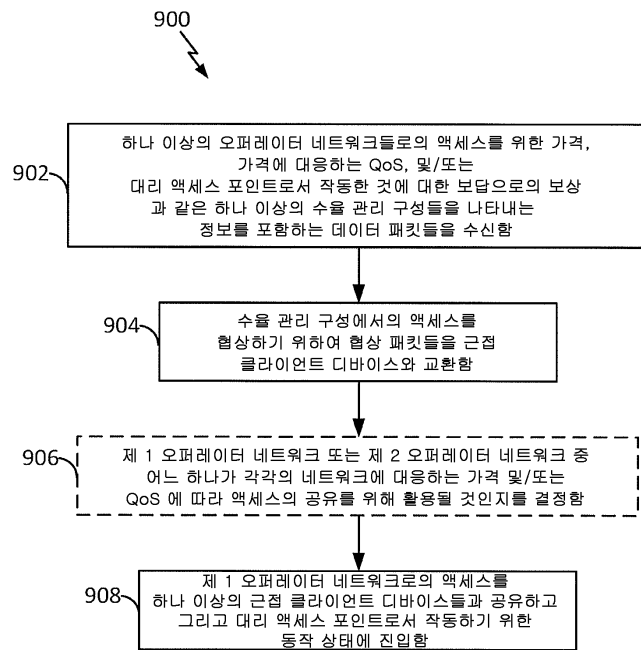 900
902
하나 이상의 오퍼레이터 네트워크들로의 액세스를 위한 가격,
가격에 대응하는 QoS, 및/또는
대리 액세스 포인트로서 작동한 것에 대한 보답으로의 보상
과 같은 하나 이상의 수율 관리 구성들을 나타내는
정보를 포함하는 데이터 패킷들을 수신함
904
수율 관리 구성에서의 액세스를
협상하기 위하여 협상 패킷들을 근접
클라이언트 디바이스와 교환함
906
제 1 오퍼레이터 네트워크 또는 제 2 오퍼레이터 네트워크 중
어느 하나가 각각의 네트워크에 대응하는 가격 및/또는
QoS 에 따라 액세스의 공유를 위해 활용될 것인지를 결정함
908
제 1 오퍼레이터 네트워크로의 액세스를
하나 이상의 근접 클라이언트 디바이스들과 공유하고
그리고 대리 액세스 포인트로서 작동하기 위한
동작 상태에 진입함